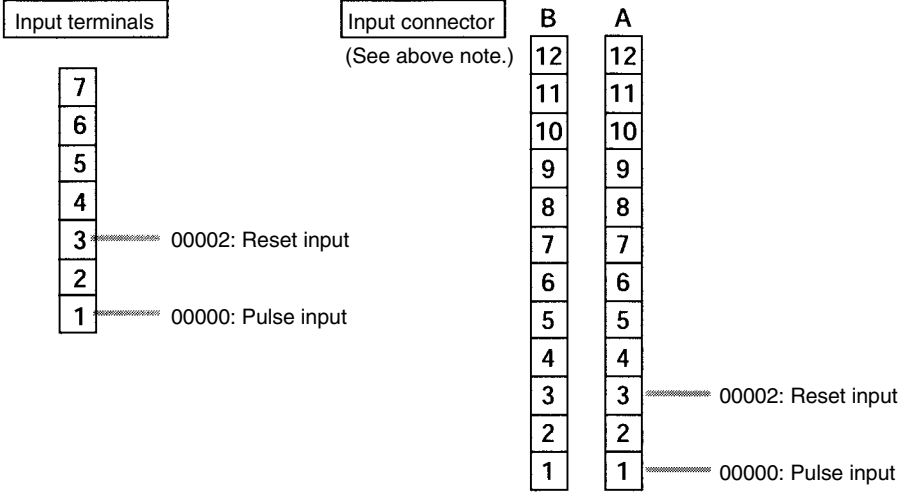 Input terminals
7
6
5
4
3 00002: Reset input
2
1 00000: Pulse input
Input connector
(See above note.)
B A
12 12
11 11
10 10
9 9
8 8
7 7
6 6
5 5
4 4
3 3 00002: Reset input
2 2
1 1 00000: Pulse input